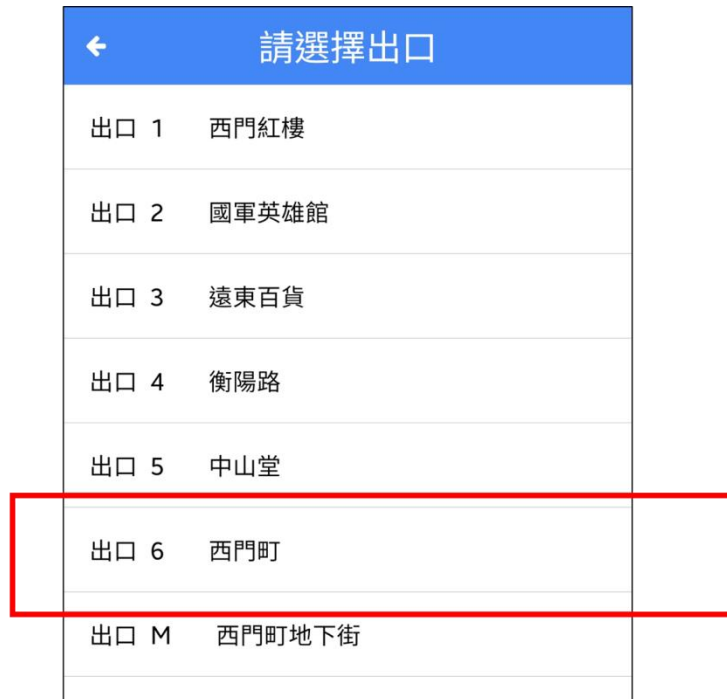 請選擇出口
出口 1 西門紅樓
出口 2 國軍英雄館
出口 3 遠東百貨
出口 4 衡陽路
出口 5 中山堂
出口 6 西門町
出口 M 西門町地下街